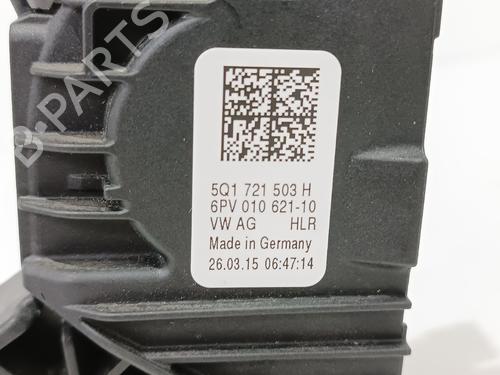 B-PARTS
5Q1 721 503 H
6PV 010 621-10
VW AG HLR
Made in Germany
26.03.15 06:47:14